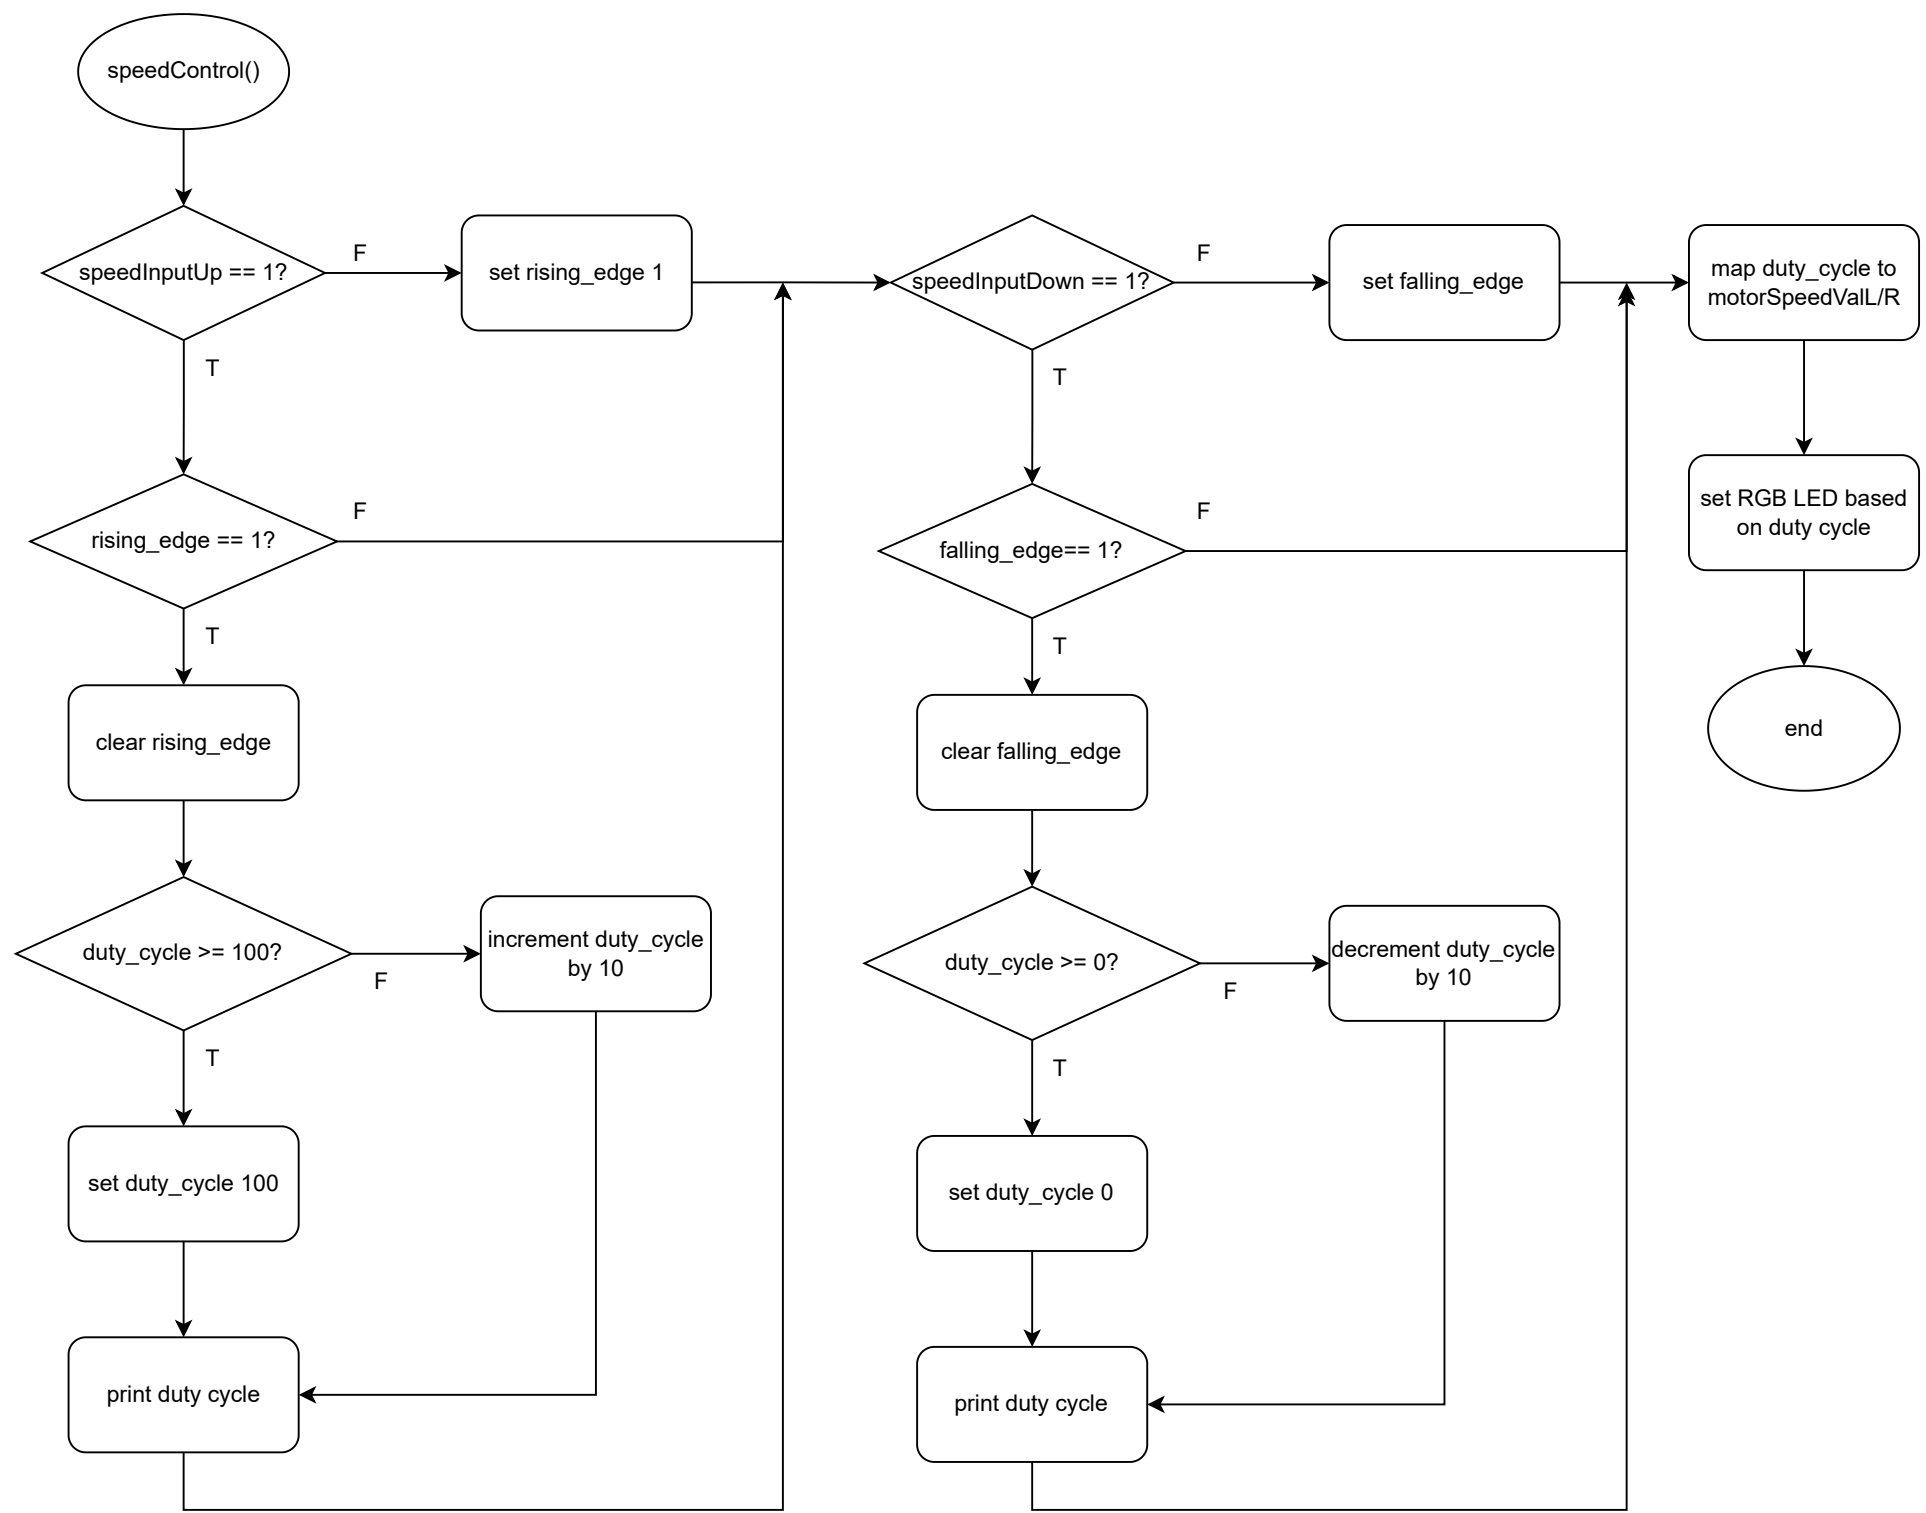 speedControl()
speedInputUp == 1?
F
set rising_edge 1
T
rising_edge == 1?
F
T
clear rising_edge
duty_cycle >= 100?
F
increment duty_cycle
by 10
T
set duty_cycle 100
print duty cycle
speedInputDown == 1?
F
set falling_edge
T
falling_edge== 1?
F
T
clear falling_edge
duty_cycle >= 0?
F
decrement duty_cycle
by 10
T
set duty_cycle 0
print duty cycle
map duty_cycle to
motorSpeedValL/R
set RGB LED based
on duty cycle
end